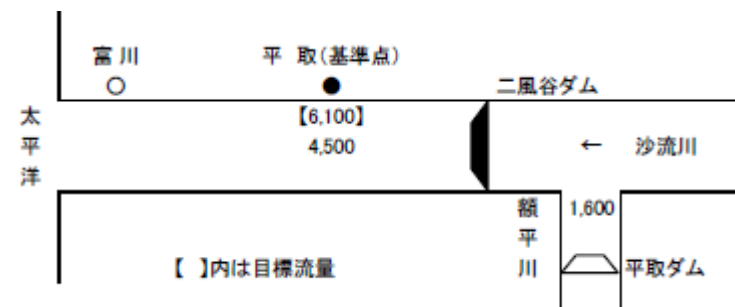 富川
平 取(基準点)
二風谷ダム
太平洋
【6,100】
4,500
← 沙流川
額平川
1,600
平取ダム
【 】内は目標流量